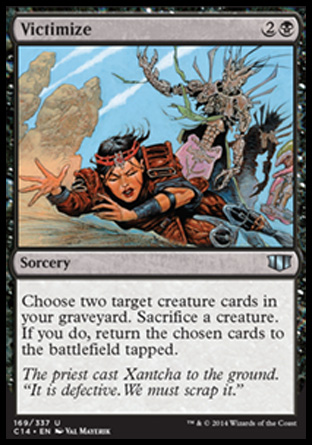 Victimize 2
Sorcery
Choose two target creature cards in
your graveyard. Sacrifice a creature.
If you do, return the chosen cards to
the battlefield tapped.
The priest cast Xantcha to the ground.
“It is defective. We must scrap it.”
169/337 U
C14 • EN Val Mayerik
™ & © 2014 Wizards of the Coast